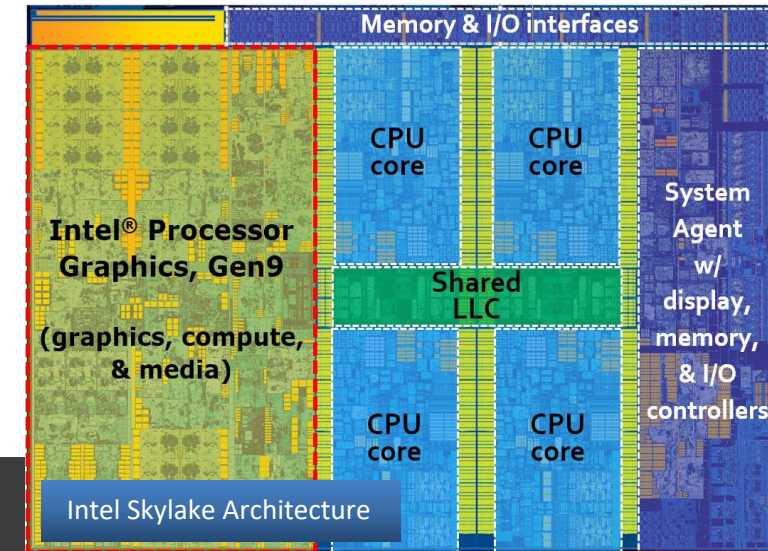 Memory & I/O interfaces
CPU
core
CPU
core
Intel® Processor
Graphics, Gen9
(graphics, compute,
& media)
Shared
LLC
System
Agent
w/
display,
memory,
& I/O
controllers
CPU
core
CPU
core
Intel Skylake Architecture